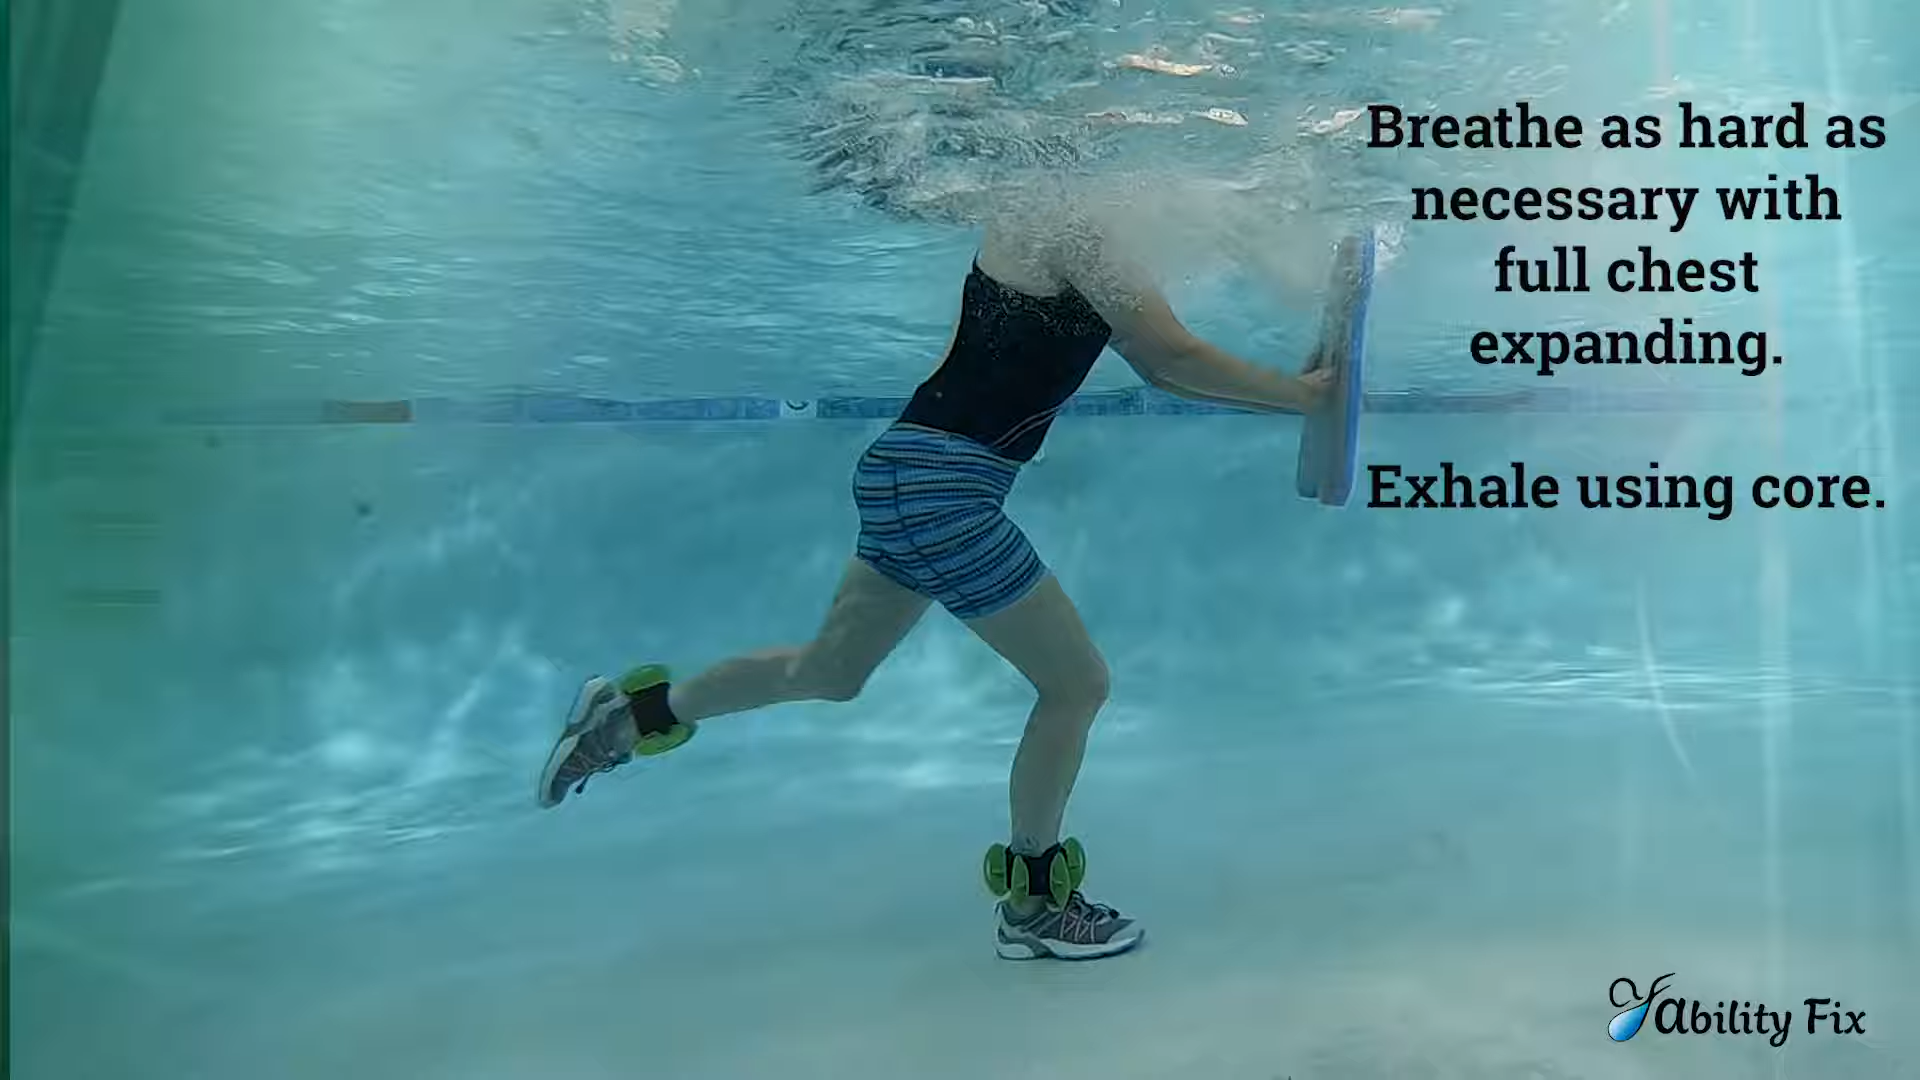 Breathe as hard as
necessary with
full chest
expanding.
Exhale using core.
ability Fix